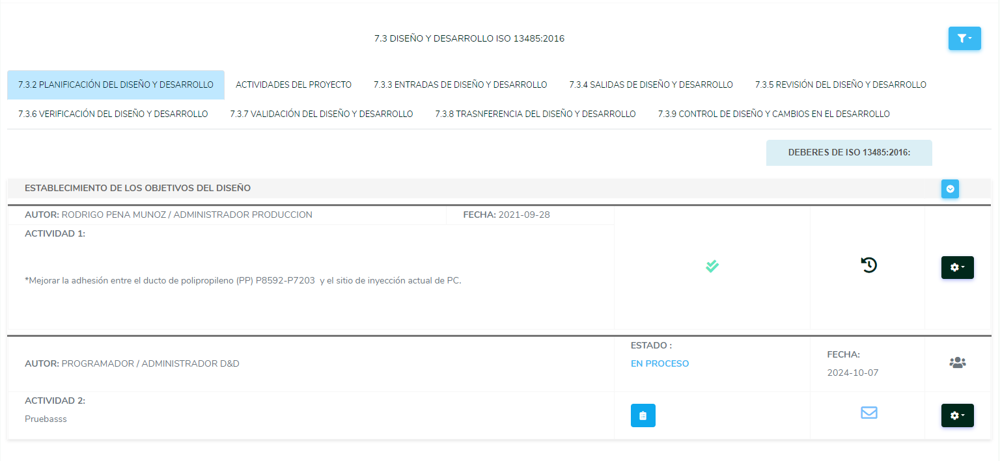 7.3 DISEÑO Y DESARROLLO ISO 13485:2016
7.3.2 PLANIFICACIÓN DEL DISEÑO Y DESARROLLO
ACTIVIDADES DEL PROYECTO
7.3.3 ENTRADAS DE DISEÑO Y DESARROLLO
7.3.4 SALIDAS DE DISEÑO Y DESARROLLO
7.3.5 REVISIÓN DEL DISEÑO Y DESARROLLO
7.3.6 VERIFICACIÓN DEL DISEÑO Y DESARROLLO
7.3.7 VALIDACIÓN DEL DISEÑO Y DESARROLLO
7.3.8 TRASNFERENCIA DEL DISEÑO Y DESARROLLO
7.3.9 CONTROL DE DISEÑO Y CAMBIOS EN EL DESARROLLO
DEBERES DE ISO 13485:2016:
ESTABLECIMIENTO DE LOS OBJETIVOS DEL DISEÑO
AUTOR: RODRIGO PENA MUNOZ / ADMINISTRADOR PRODUCCION
FECHA: 2021-09-28
ACTIVIDAD 1:
*Mejorar la adhesión entre el ducto de polipropileno (PP) P8592-P7203 y el sitio de inyección actual de PC.
AUTOR: PROGRAMADOR / ADMINISTRADOR D&D
ESTADO :
EN PROCESO
FECHA:
2024-10-07
ACTIVIDAD 2:
Pruebasss